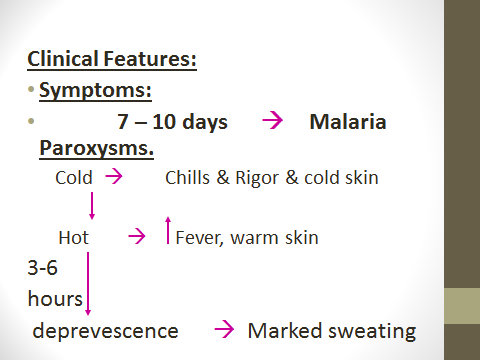 Clinical Features:
• Symptoms:
• 7 – 10 days → Malaria
Paroxysms.
Cold → Chills & Rigor & cold skin
↓
Hot → ↑ Fever, warm skin
3-6
hours
↓
deprevescence → Marked sweating